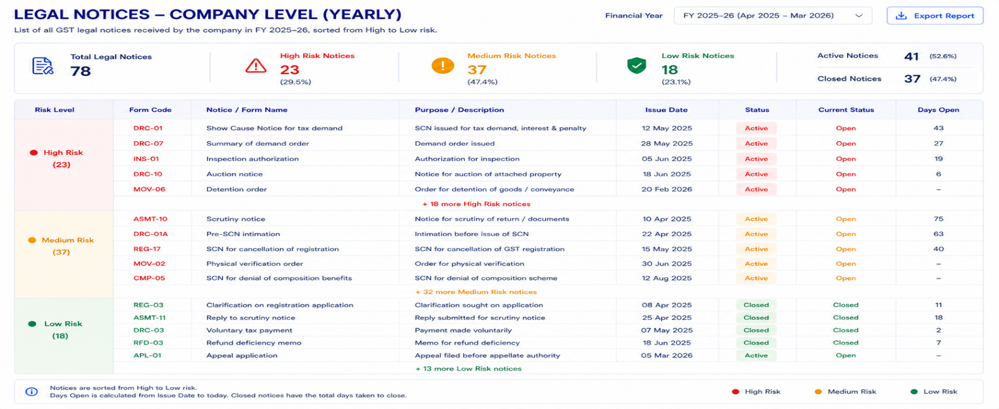 LEGAL NOTICES – COMPANY LEVEL (YEARLY)
Financial Year FY 2025–26 (Apr 2025 – Mar 2026) Export Report
List of all GST legal notices received by the company in FY 2025–26, sorted from High to Low risk.
Total Legal Notices
78
High Risk Notices
23
(29.5%)
Medium Risk Notices
37
(47.4%)
Low Risk Notices
18
(23.1%)
Active Notices 41 (52.6%)
Closed Notices 37 (47.4%)
Risk Level Form Code Notice / Form Name Purpose / Description Issue Date Status Current Status Days Open
High Risk
(23)
DRC-01 Show Cause Notice for tax demand SCN issued for tax demand, interest & penalty 12 May 2025 Active Open 43
DRC-07 Summary of demand order Demand order issued 28 May 2025 Active Open 27
INS-01 Inspection authorization Authorization for inspection 05 Jun 2025 Active Open 19
DRC-10 Auction notice Notice for auction of attached property 18 Jun 2025 Active Open 6
MOV-06 Detention order Order for detention of goods / conveyance 20 Feb 2026 Active Open –
+ 18 more High Risk notices
Medium Risk
(37)
ASMT-10 Scrutiny notice Notice for scrutiny of return / documents 10 Apr 2025 Active Open 75
DRC-01A Pre-SCN intimation Intimation before issue of SCN 22 Apr 2025 Active Open 63
REG-17 SCN for cancellation of registration SCN for cancellation of GST registration 15 May 2025 Active Open 40
MOV-02 Physical verification order Order for physical verification 30 Jun 2025 Active Open –
CMP-05 SCN for denial of composition benefits SCN for denial of composition scheme 12 Aug 2025 Active Open –
+ 32 more Medium Risk notices
Low Risk
(18)
REG-03 Clarification on registration application Clarification sought on application 08 Apr 2025 Closed Closed 11
ASMT-11 Reply to scrutiny notice Reply submitted for scrutiny notice 25 Apr 2025 Closed Closed 18
DRC-03 Voluntary tax payment Payment made voluntarily 07 May 2025 Closed Closed 2
RFD-03 Refund deficiency memo Memo for refund deficiency 18 Jun 2025 Closed Closed 7
APL-01 Appeal application Appeal filed before appellate authority 05 Mar 2026 Active Open –
+ 13 more Low Risk notices
Notices are sorted from High to Low risk.
Days Open is calculated from Issue Date to today. Closed notices have the total days taken to close.
High Risk Medium Risk Low Risk